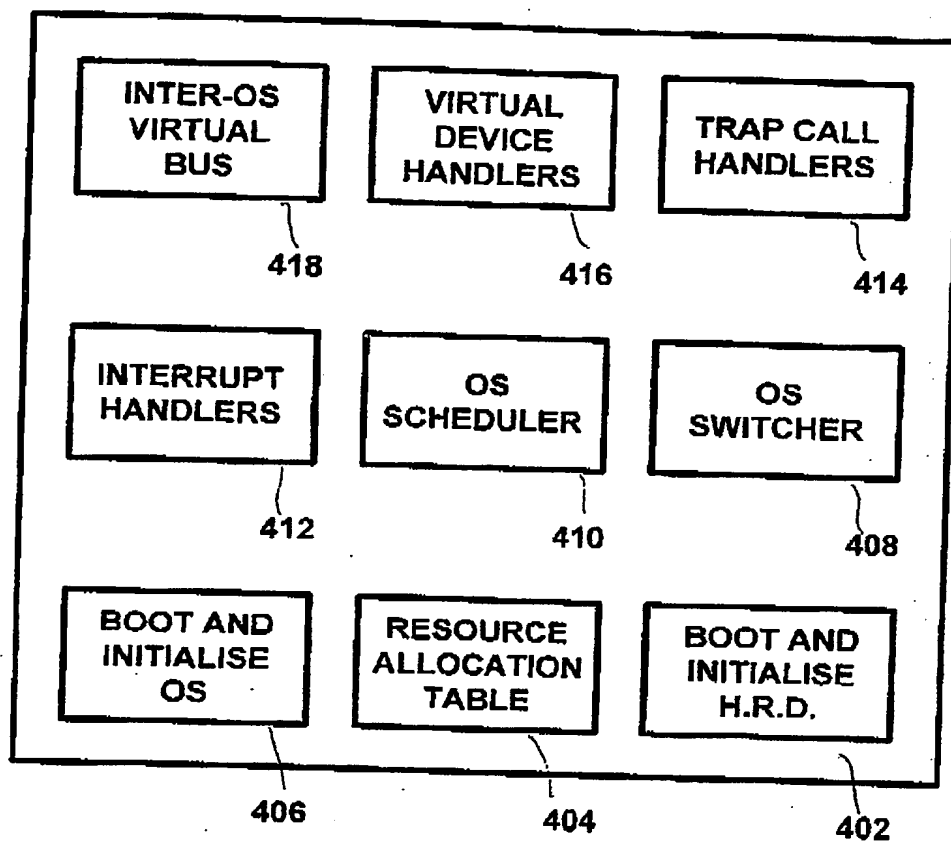 INTER-OS
VIRTUAL
BUS
418
VIRTUAL
DEVICE
HANDLERS
416
TRAP CALL
HANDLERS
414
INTERRUPT
HANDLERS
412
OS
SCHEDULER
410
OS
SWITCHER
408
BOOT AND
INITIALISE
OS
406
RESOURCE
ALLOCATION
TABLE
404
BOOT AND
INITIALISE
H.R.D.
402